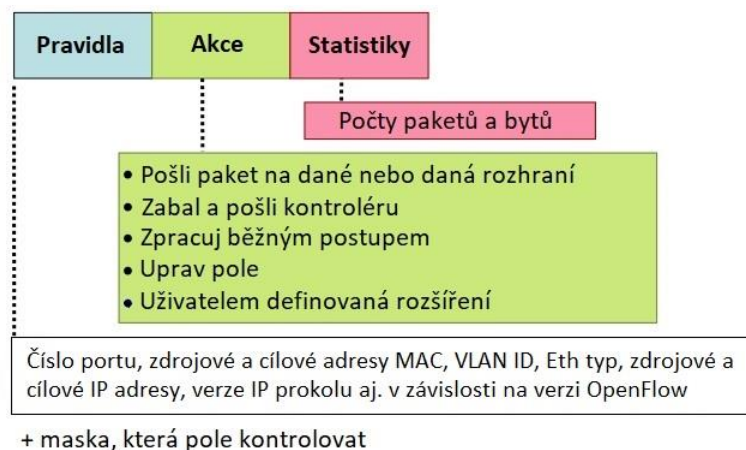 Pravidla Akce Statistiky
Počty paketů a bytů
• Pošli paket na dané nebo daná rozhraní
• Zabal a pošli kontroléru
• Zpracuj běžným postupem
• Uprav pole
• Uživatelem definovaná rozšíření
Číslo portu, zdrojové a cílové adresy MAC, VLAN ID, Eth typ, zdrojové a
cílové IP adresy, verze IP prokolu aj. v závislosti na verzi OpenFlow
+ maska, která pole kontrolovat